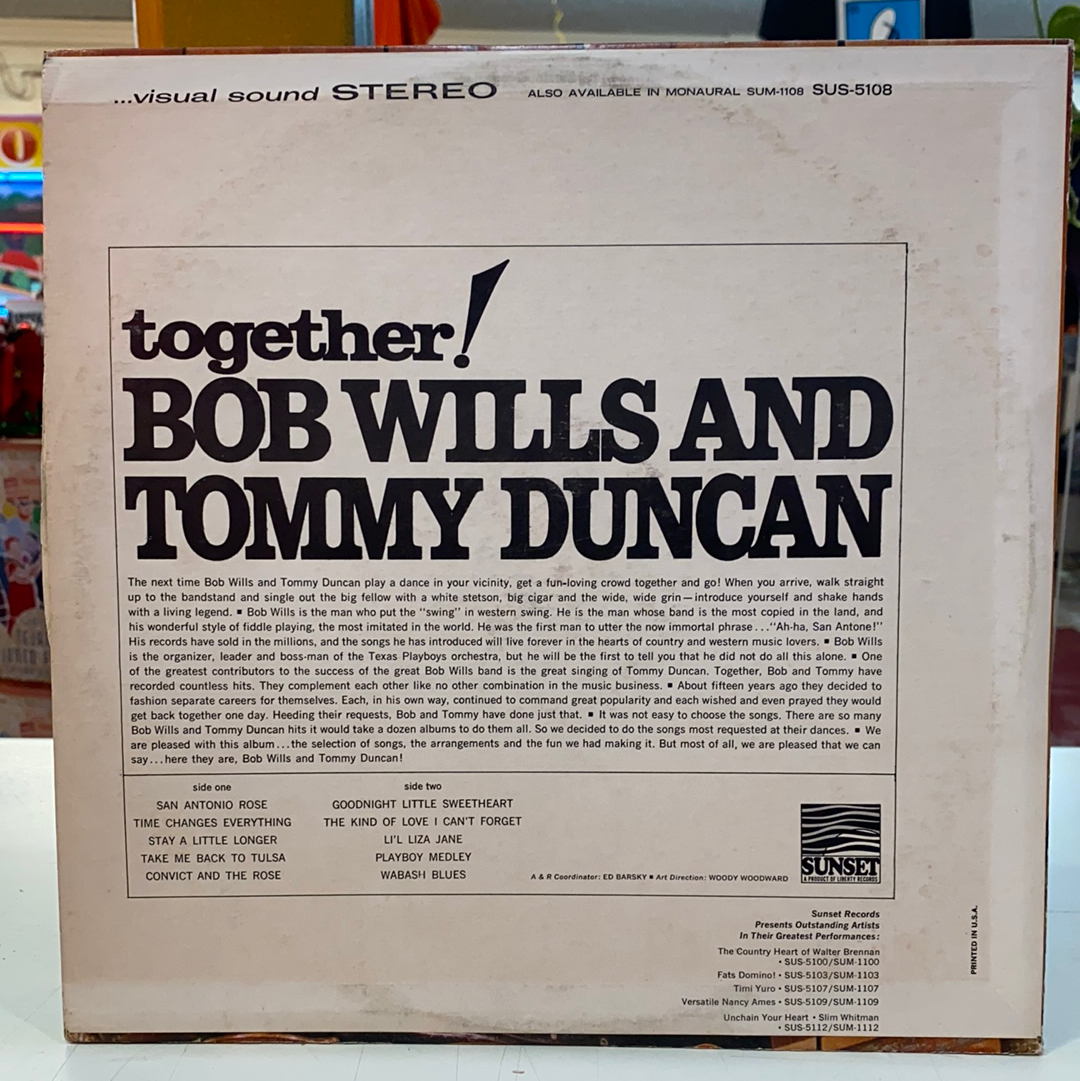 ...visual sound STEREO ALSO AVAILABLE IN MONAURAL SUM-1108 SUS-5108
together!
BOB WILLS AND
TOMMY DUNCAN
The next time Bob Wills and Tommy Duncan play a dance in your vicinity, get a fun-loving crowd together and go! When you arrive, walk straight
up to the bandstand and single out the big fellow with a white stetson, big cigar and the wide, wide grin—introduce yourself and shake hands
with a living legend. ▪ Bob Wills is the man who put the "swing" in western swing. He is the man whose band is the most copied in the land, and
his wonderful style of fiddle playing, the most imitated in the world. He was the first man to utter the now immortal phrase..."Ah-ha, San Antone!"
His records have sold in the millions, and the songs he has introduced will live forever in the hearts of country and western music lovers. ▪ Bob Wills
is the organizer, leader and boss-man of the Texas Playboys orchestra, but he will be the first to tell you that he did not do all this alone. ▪ One
of the greatest contributors to the success of the great Bob Wills band is the great singing of Tommy Duncan. Together, Bob and Tommy have
recorded countless hits. They complement each other like no other combination in the music business. ▪ About fifteen years ago they decided to
fashion separate careers for themselves. Each, in his own way, continued to command great popularity and each wished and even prayed they would
get back together one day. Heeding their requests, Bob and Tommy have done just that. ▪ It was not easy to choose the songs. There are so many
Bob Wills and Tommy Duncan hits it would take a dozen albums to do them all. So we decided to do the songs most requested at their dances. ▪ We
are pleased with this album...the selection of songs, the arrangements and the fun we had making it. But most of all, we are pleased that we can
say...here they are, Bob Wills and Tommy Duncan!
side one
SAN ANTONIO ROSE
TIME CHANGES EVERYTHING
STAY A LITTLE LONGER
TAKE ME BACK TO TULSA
CONVICT AND THE ROSE
side two
GOODNIGHT LITTLE SWEETHEART
THE KIND OF LOVE I CAN'T FORGET
LI'L LIZA JANE
PLAYBOY MEDLEY
WABASH BLUES
A & R Coordinator: ED BARSKY ▪ Art Direction: WOODY WOODWARD
SUNSET
A PRODUCT OF LIBERTY RECORDS
Sunset Records
Presents Outstanding Artists
In Their Greatest Performances:
The Country Heart of Walter Brennan
• SUS-5100/SUM-1100
Fats Domino! • SUS-5103/SUM-1103
Timi Yuro • SUS-5107/SUM-1107
Versatile Nancy Ames • SUS-5109/SUM-1109
Unchain Your Heart • Slim Whitman
• SUS-5112/SUM-1112
PRINTED IN U.S.A.